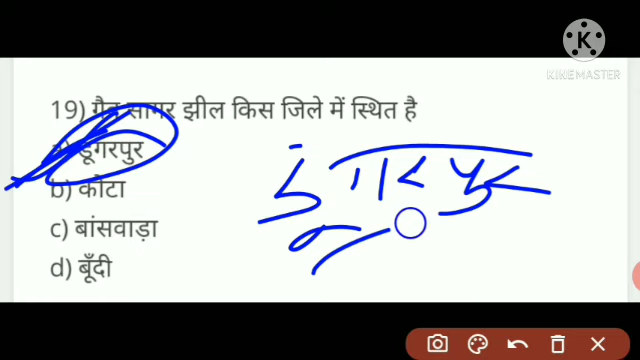 K
KINEMASTER
19) गैब सागर झील किस जिले में स्थित है
a) डूंगरपुर
डूंगरपुर
b) कोटा
c) बांसवाड़ा
d) बूँदी